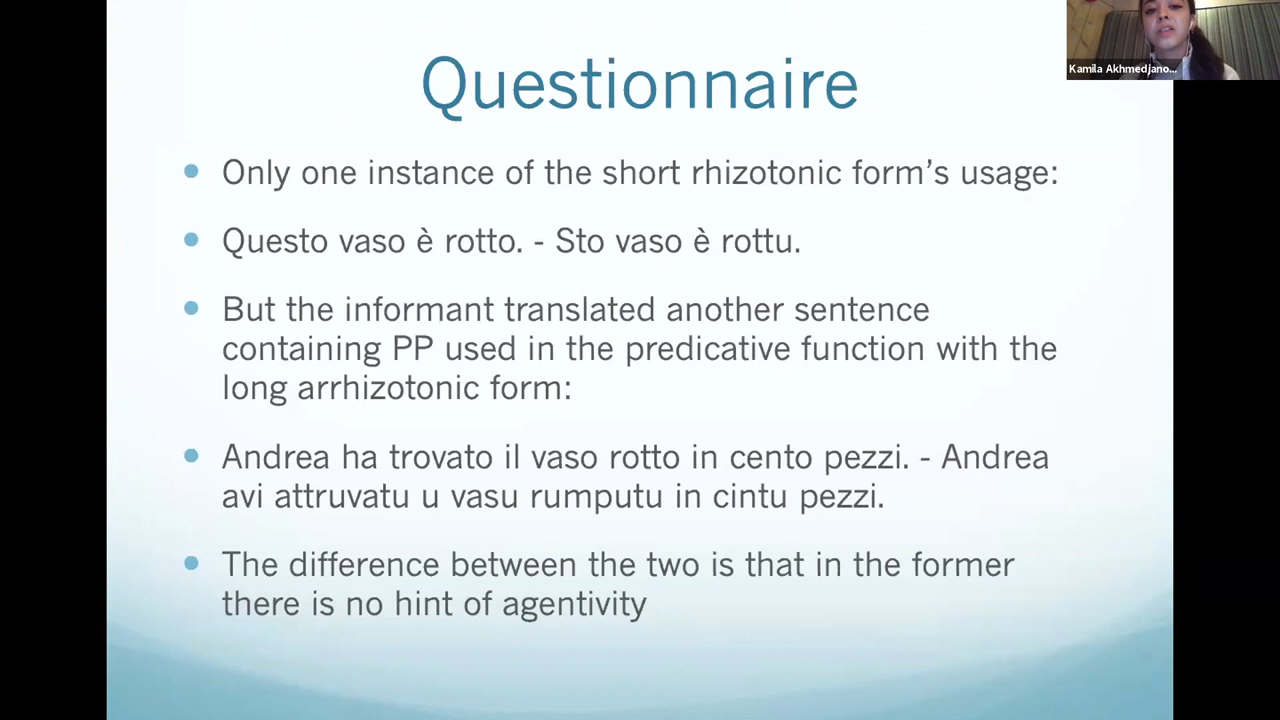 Kamila Akhmedjano...
Questionnaire
Only one instance of the short rhizotonic form’s usage:
Questo vaso è rotto. - Sto vaso è rottu.
But the informant translated another sentence
containing PP used in the predicative function with the
long arrhizotonic form:
Andrea ha trovato il vaso rotto in cento pezzi. - Andrea
avi attruvatu u vasu rumputu in cintu pezzi.
The difference between the two is that in the former
there is no hint of agentivity